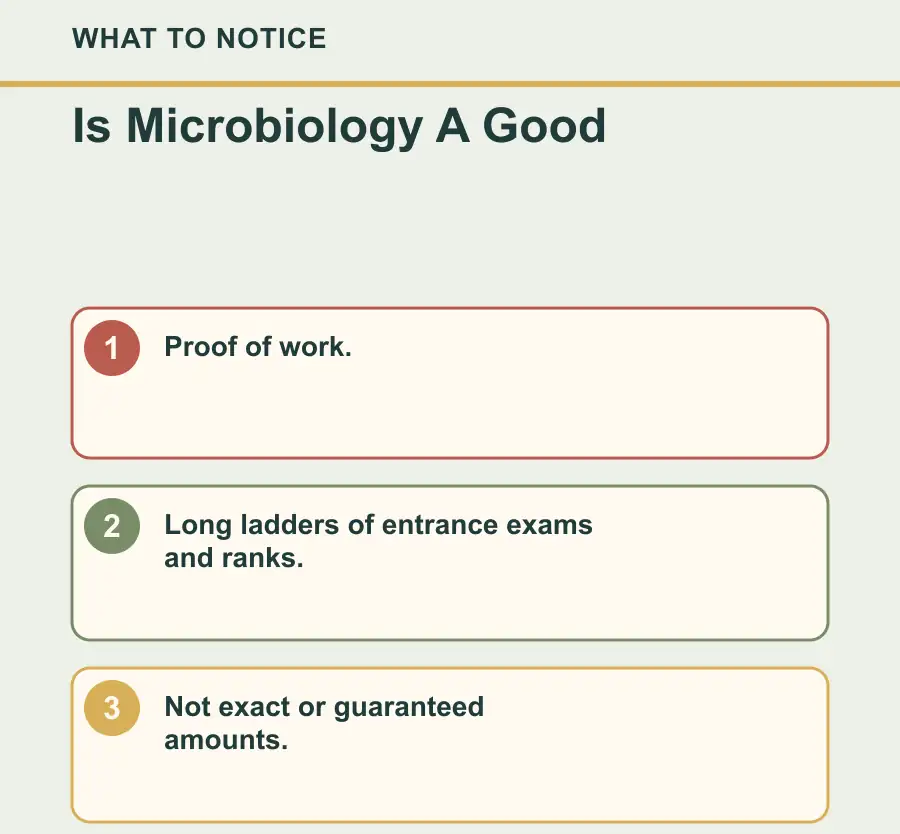 WHAT TO NOTICE
Is Microbiology A Good
1
Proof of work.
2
Long ladders of entrance exams
and ranks.
3
Not exact or guaranteed
amounts.